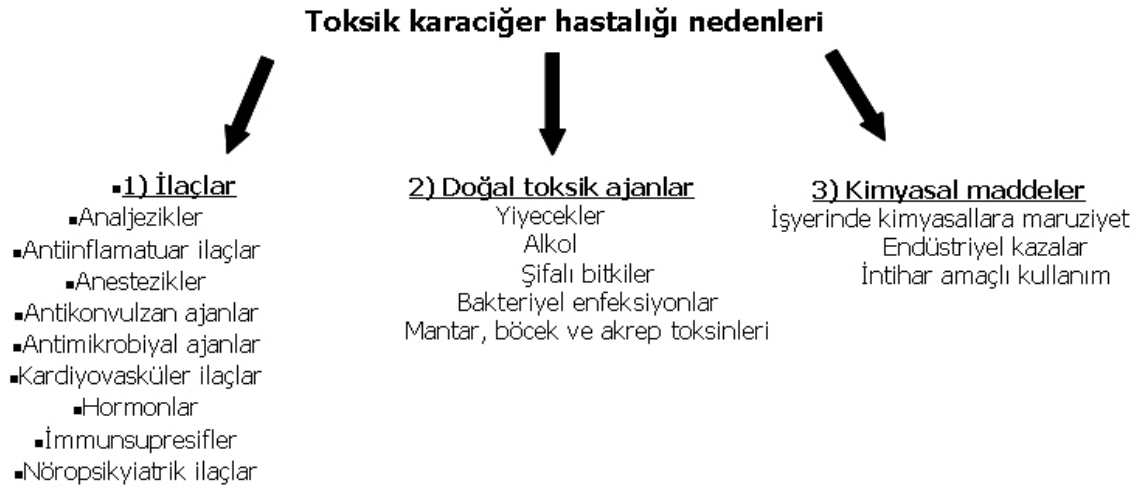 Toksik karaciğer hastalığı nedenleri
▪1) İlaçlar
▪Analjezikler
▪Antiinflamatuar ilaçlar
▪Anestezikler
▪Antikonvulzan ajanlar
▪Antimikrobiyal ajanlar
▪Kardiyovasküler ilaçlar
▪Hormonlar
▪İmmunsupresifler
▪Nöropsikyiatrik ilaçlar
2) Doğal toksik ajanlar
Yiyecekler
Alkol
Şifalı bitkiler
Bakteriyel enfeksiyonlar
Mantar, böcek ve akrep toksinleri
3) Kimyasal maddeler
İşyerinde kimyasallara maruziyet
Endüstriyel kazalar
İntihar amaçlı kullanım